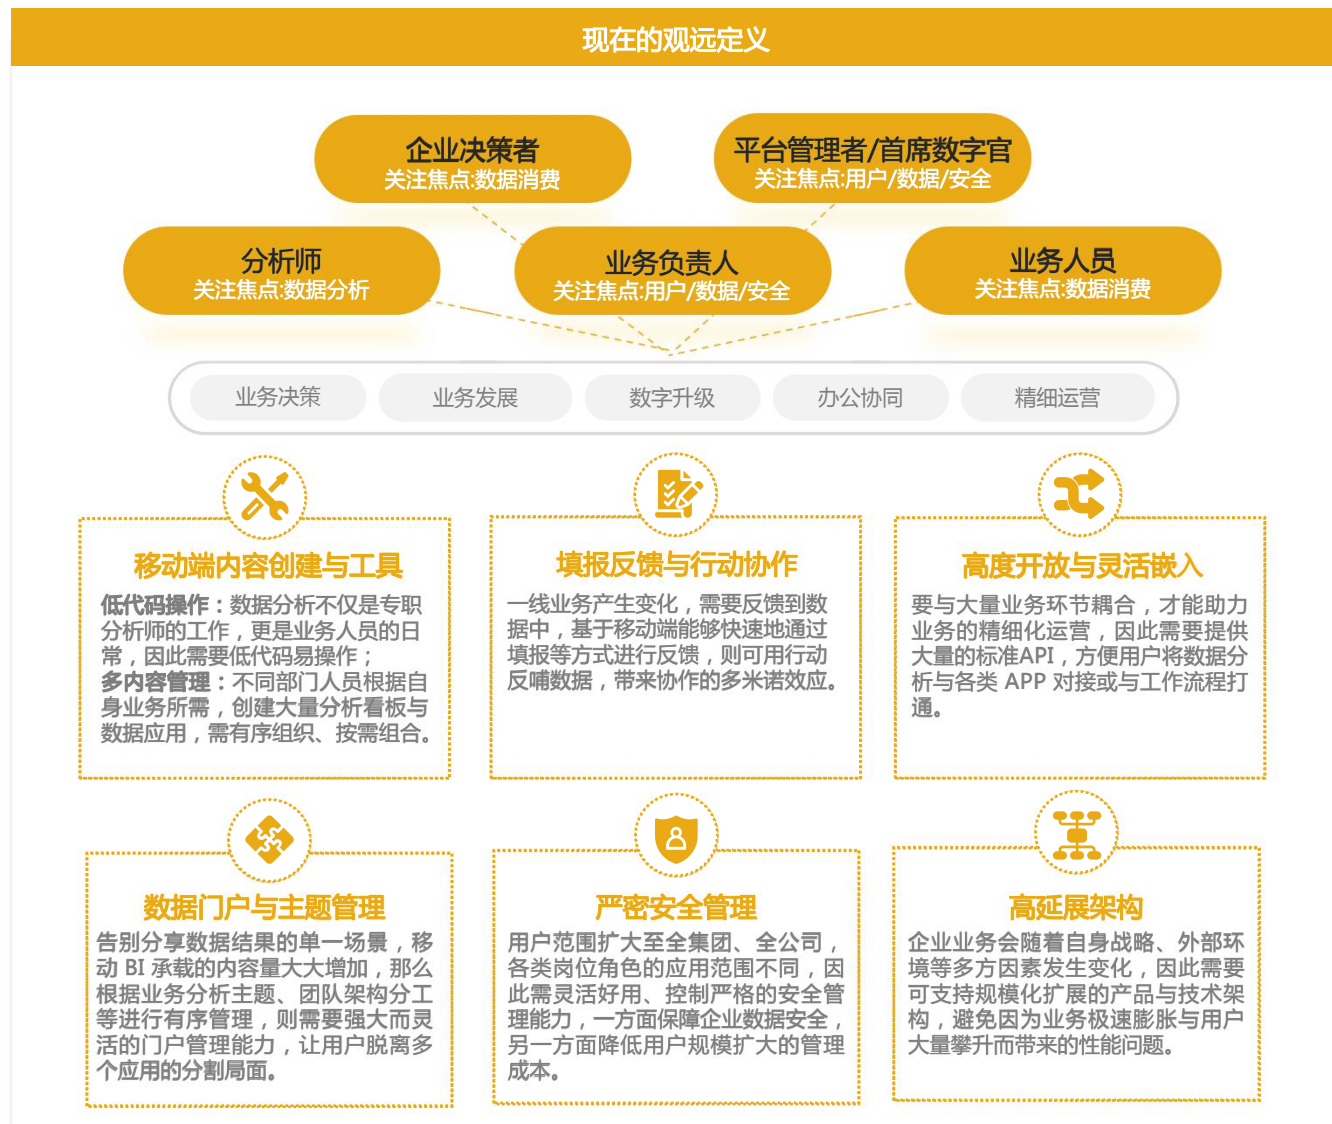 现在的观远定义
企业决策者
关注焦点:数据消费
平台管理者/首席数字官
关注焦点:用户/数据/安全
分析师
关注焦点:数据分析
业务负责人
关注焦点:用户/数据/安全
业务人员
关注焦点:数据消费
业务决策
业务发展
数字升级
办公协同
精细运营
移动端内容创建与工具
低代码操作：数据分析不仅是专职
分析师的工作，更是业务人员的日
常，因此需要低代码易操作；
多内容管理：不同部门人员根据自
身业务所需，创建大量分析看板与
数据应用，需有序组织、按需组合。
填报反馈与行动协作
一线业务产生变化，需要反馈到数
据中，基于移动端能够快速地通过
填报等方式进行反馈，则可用行动
反哺数据，带来协作的多米诺效应。
高度开放与灵活嵌入
要与大量业务环节耦合，才能助力
业务的精细化运营，因此需要提供
大量的标准API，方便用户将数据分
析与各类 APP 对接或与工作流程打
通。
数据门户与主题管理
告别分享数据结果的单一场景，移
动 BI 承载的内容量大大增加，那么
根据业务分析主题、团队架构分工
等进行有序管理，则需要强大而灵
活的门户管理能力，让用户脱离多
个应用的分割局面。
严密安全管理
用户范围扩大至全集团、全公司，
各类岗位角色的应用范围不同，因
此需灵活好用、控制严格的安全管
理能力，一方面保障企业数据安全，
另一方面降低用户规模扩大的管理
成本。
高延展架构
企业业务会随着自身战略、外部环
境等多方因素发生变化，因此需要
可支持规模化扩展的产品与技术架
构，避免因为业务极速膨胀与用户
大量攀升而带来的性能问题。